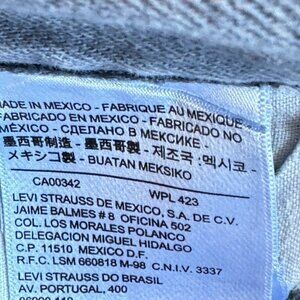 MADE IN MEXICO - FABRIQUE AU MEXIQUE
FABRICADO EN MEXICO - FABRICADO NO
MÉXICO - СДЕЛАНО В МЕКСИКЕ -
墨西哥制造 - 墨西哥製 - 제조국 : 멕시코 -
メキシコ製 - BUATAN MEKSIKO
CA00342 WPL 423
LEVI STRAUSS DE MEXICO, S.A. DE C.V.
JAIME BALMES # 8 OFICINA 502
COL. LOS MORALES POLANCO
DELEGACION MIGUEL HIDALGO
C.P. 11510 MEXICO D.F.
R.F.C. LSM 660818 M-98 C.N.I.V. 3337
LEVI STRAUSS DO BRASIL
AV. PORTUGAL, 400